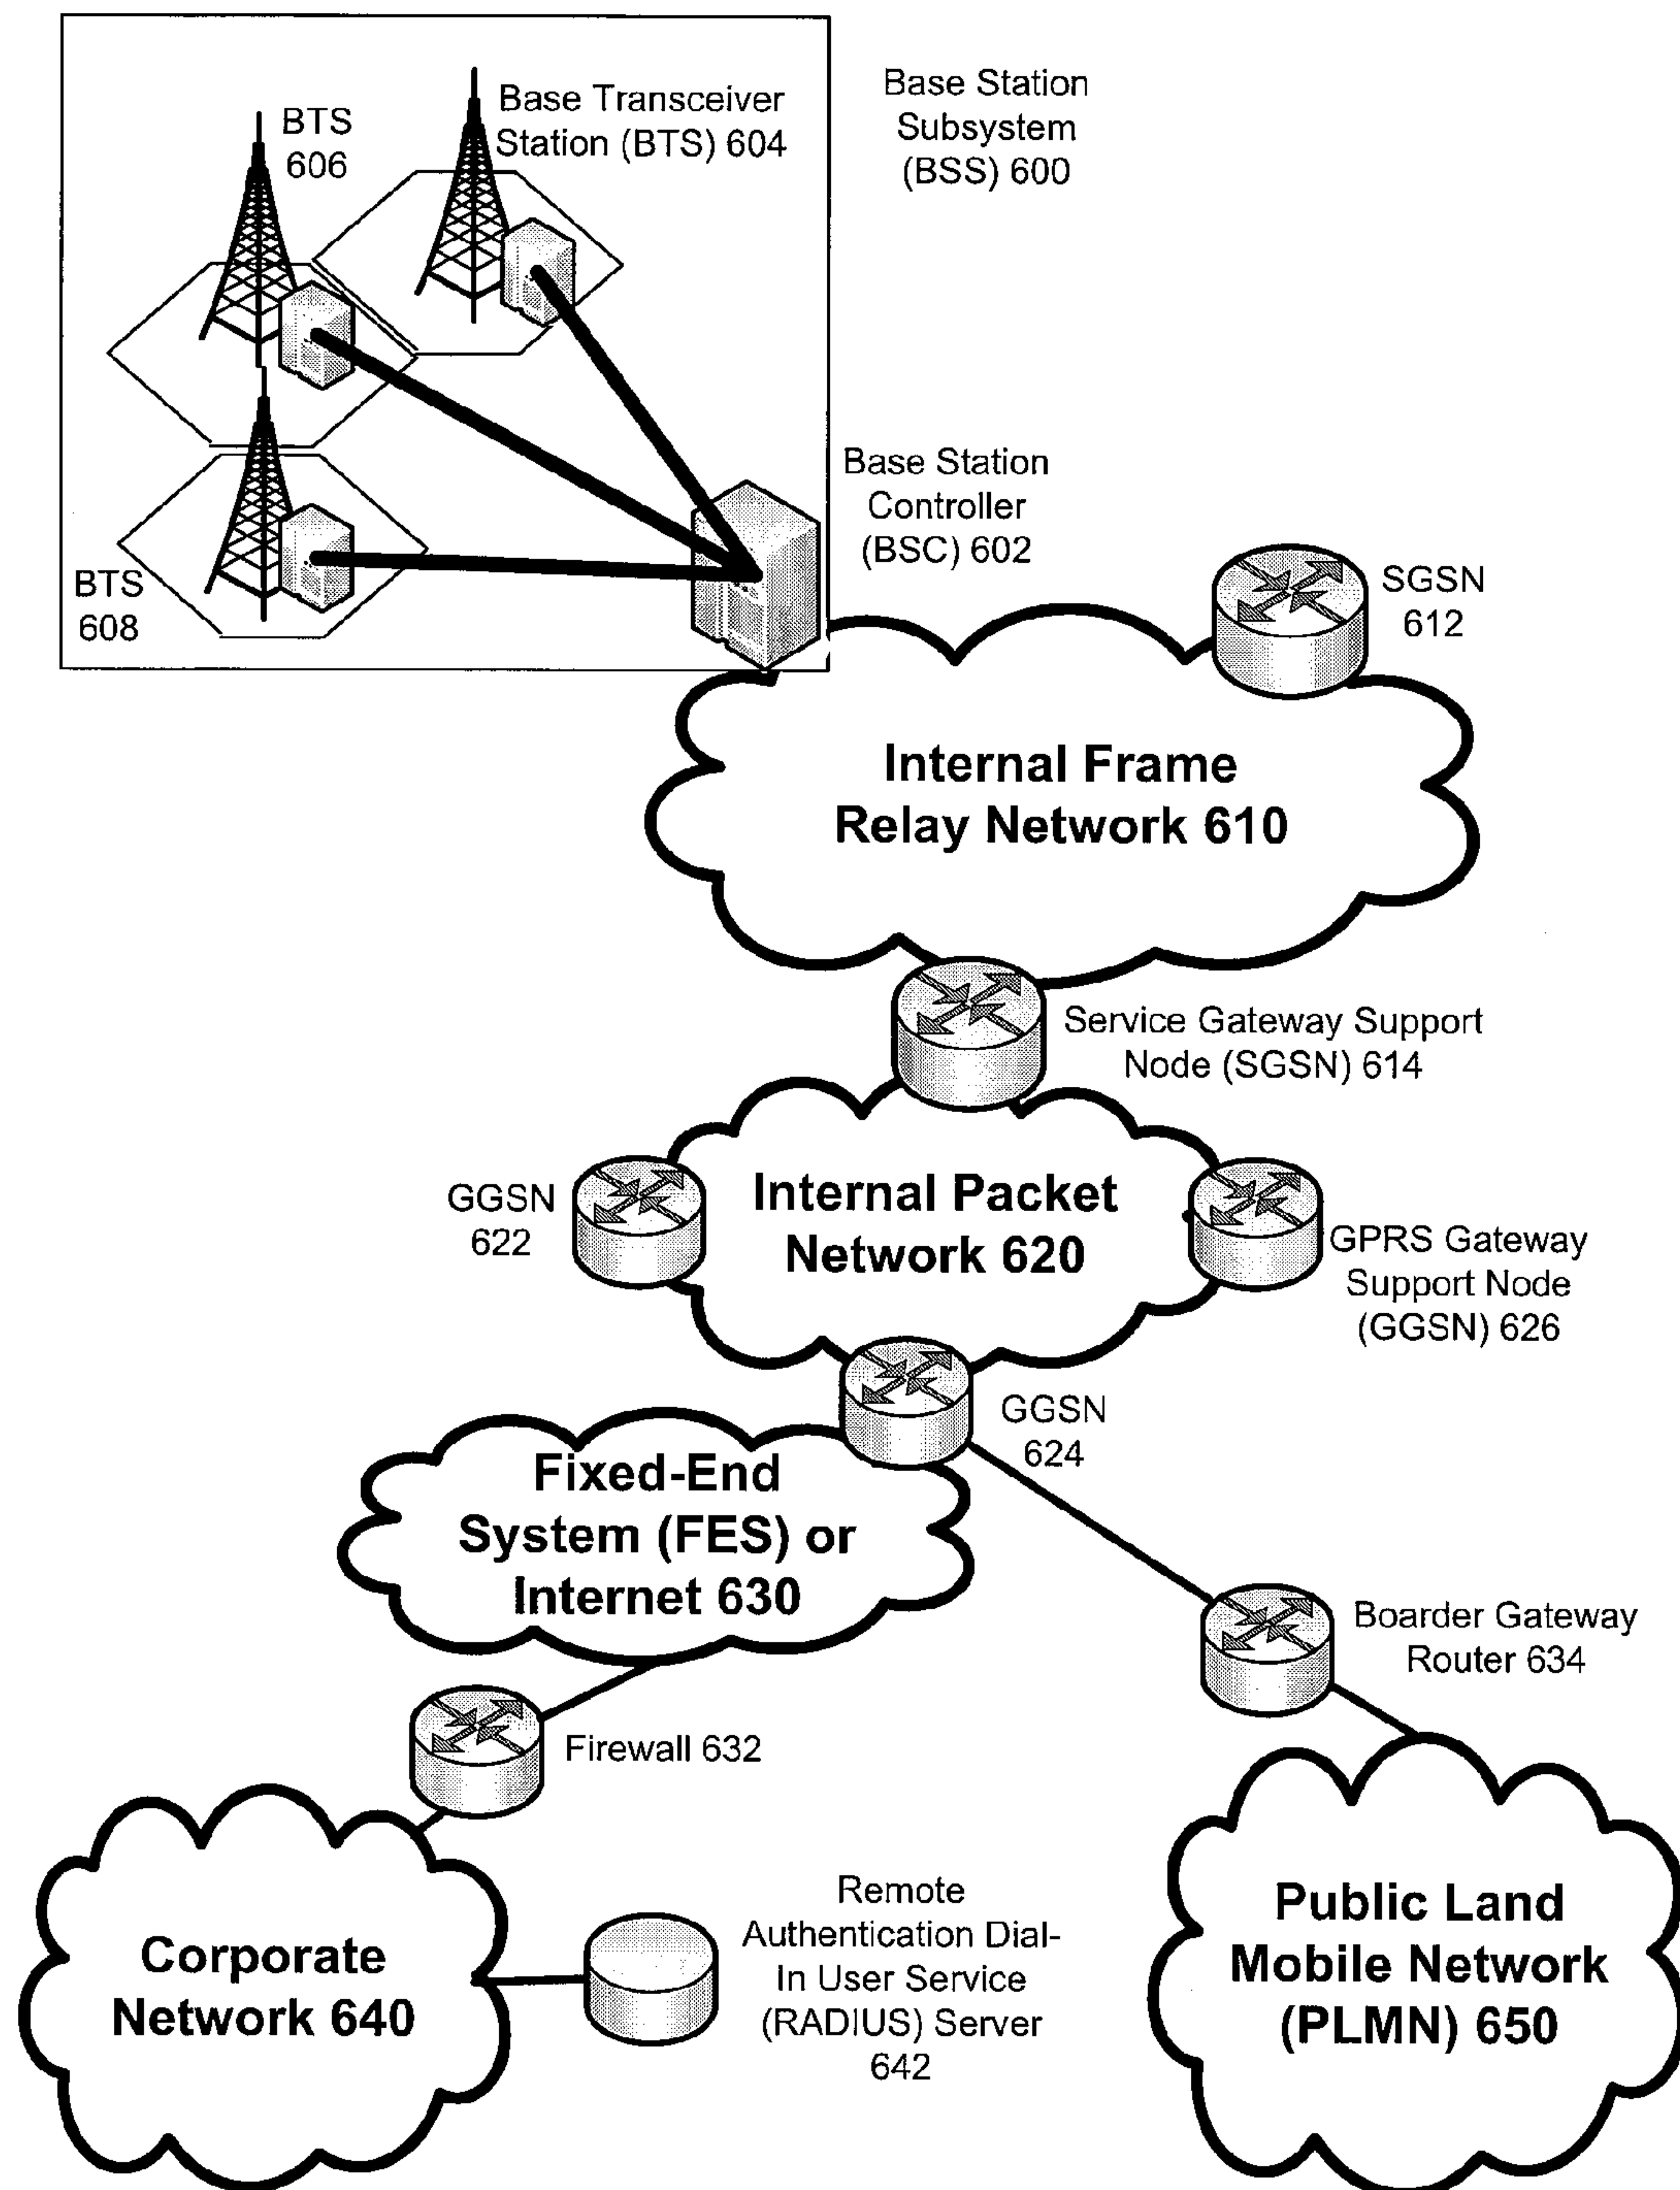 BTS
606
Base Transceiver
Station (BTS) 604
Base Station
Subsystem
(BSS) 600
BTS
608
Base Station
Controller
(BSC) 602
SGSN
612
Internal Frame
Relay Network 610
Service Gateway Support
Node (SGSN) 614
GGSN
622
Internal Packet
Network 620
GPRS Gateway
Support Node
(GGSN) 626
GGSN
624
Fixed-End
System (FES) or
Internet 630
Boarder Gateway
Router 634
Firewall 632
Corporate
Network 640
Remote
Authentication Dial-
In User Service
(RADIUS) Server
642
Public Land
Mobile Network
(PLMN) 650